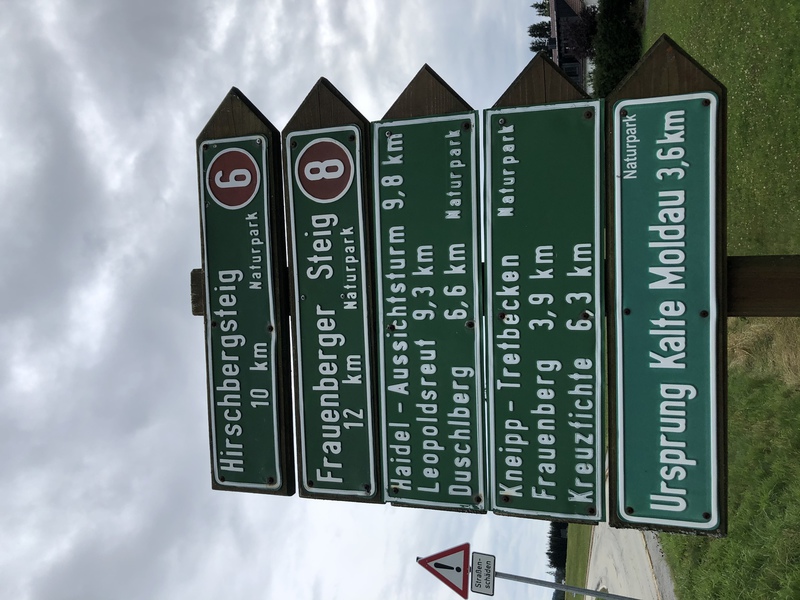 Hirschbergsteig 6
10 km Naturpark
Frauenberger Steig 8
12 km Naturpark
Haidel-Aussichtsturm 9,8 km
Leopoldsreut 9,3 km
Duschlberg 6,6 km Naturpark
Kneipp-Tretbecken Naturpark
Frauenberg 3,9 km
Kreuzfichte 6,3 km
Naturpark
Ursprung Kalte Moldau 3,6 km
Straßen-
schäden